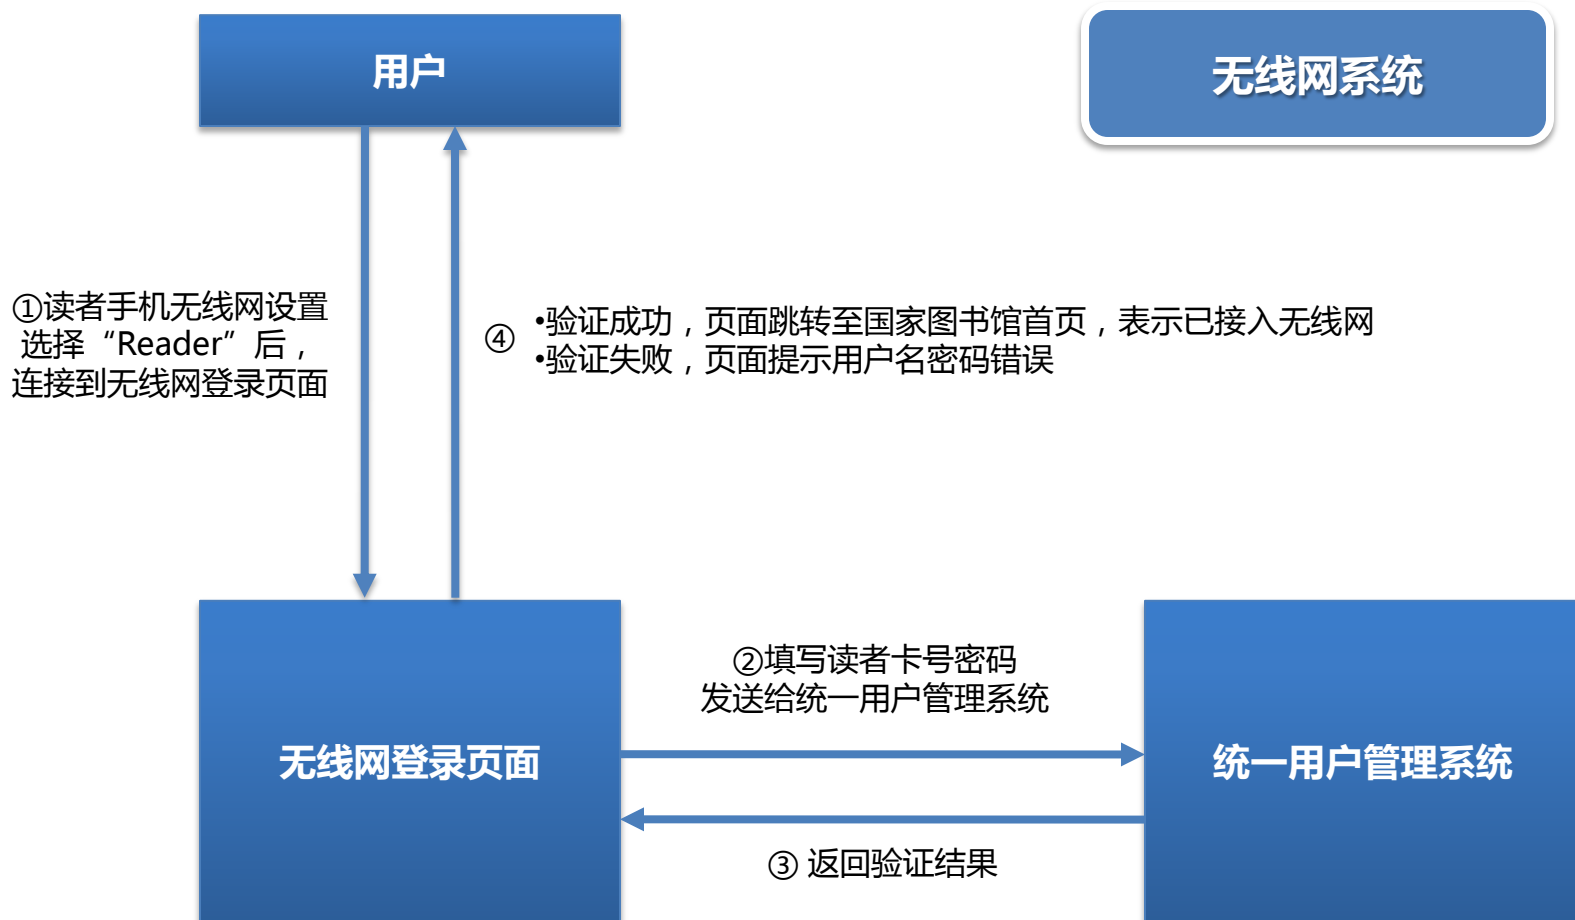 用户
无线网系统
①读者手机无线网设置
选择“Reader”后，
连接到无线网登录页面
④
•验证成功，页面跳转至国家图书馆首页，表示已接入无线网
•验证失败，页面提示用户名密码错误
②填写读者卡号密码
发送给统一用户管理系统
无线网登录页面
统一用户管理系统
③ 返回验证结果